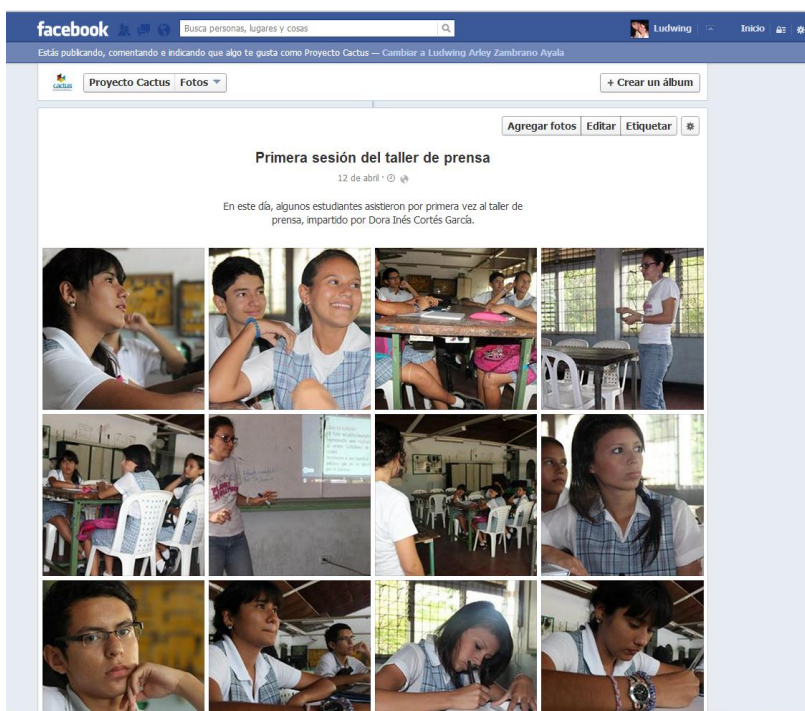 facebook
Busca personas, lugares y cosas
Ludwing
Inicio
Estás publicando, comentando e indicando que algo te gusta como Proyecto Cactus — Cambiar a Ludwing Arley Zambrano Ayala
cactus
Proyecto Cactus
Fotos
+ Crear un álbum
Agregar fotos
Editar
Etiquetar
Primera sesión del taller de prensa
12 de abril ·
En este día, algunos estudiantes asistieron por primera vez al taller de
prensa, impartido por Dora Inés Cortés García.